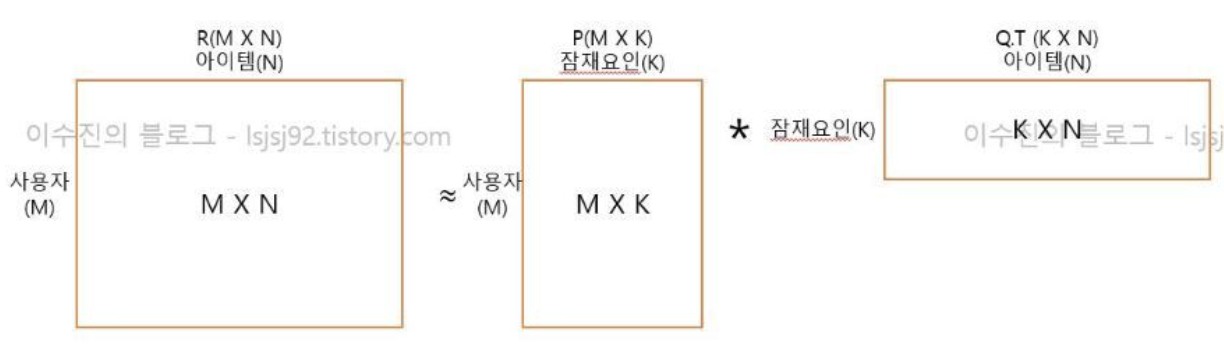 R(M X N)
아이템(N)
P(M X K)
잠재요인(K)
Q.T (K X N)
아이템(N)
이수진의 블로그 - lsjsj92.tistory.com
사용자
(M)
M X N
≈
사용자
(M)
M X K
*
잠재요인(K)
K X N
이수진의 블로그 - lsjsj